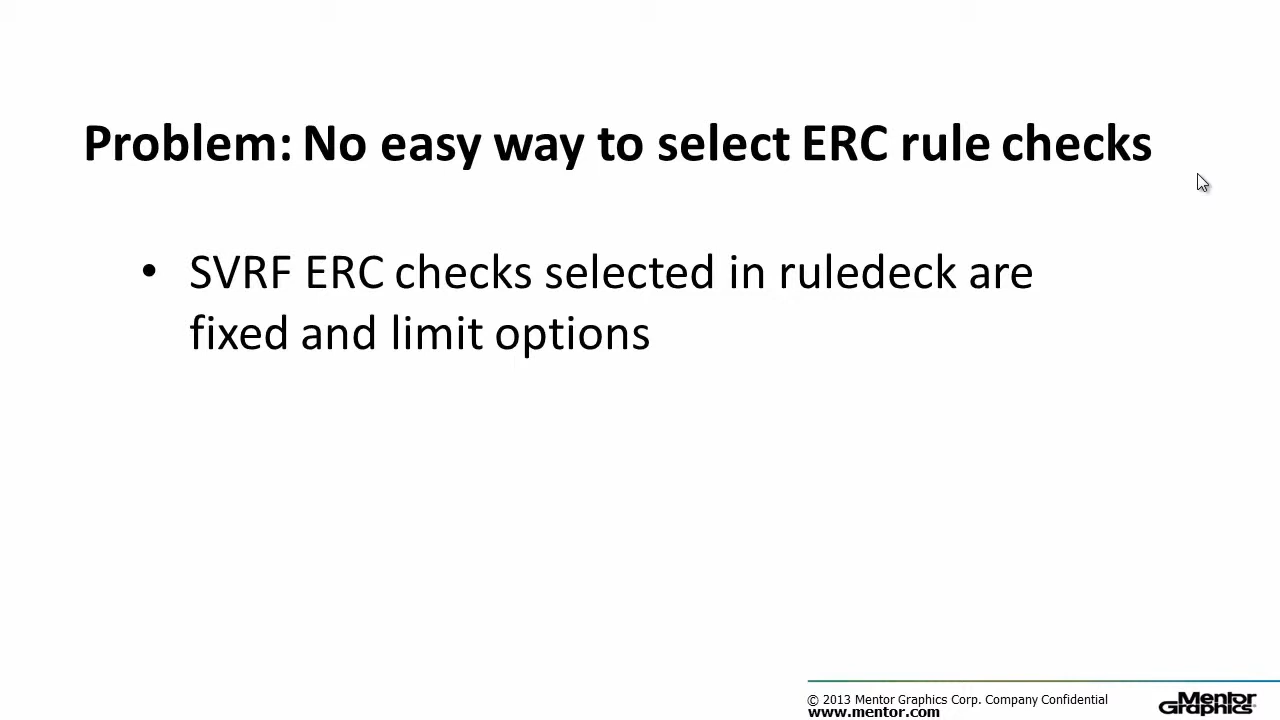 Problem: No easy way to select ERC rule checks
• SVRF ERC checks selected in ruledeck are
fixed and limit options
© 2013 Mentor Graphics Corp. Company Confidential
www.mentor.com
Mentor
Graphics